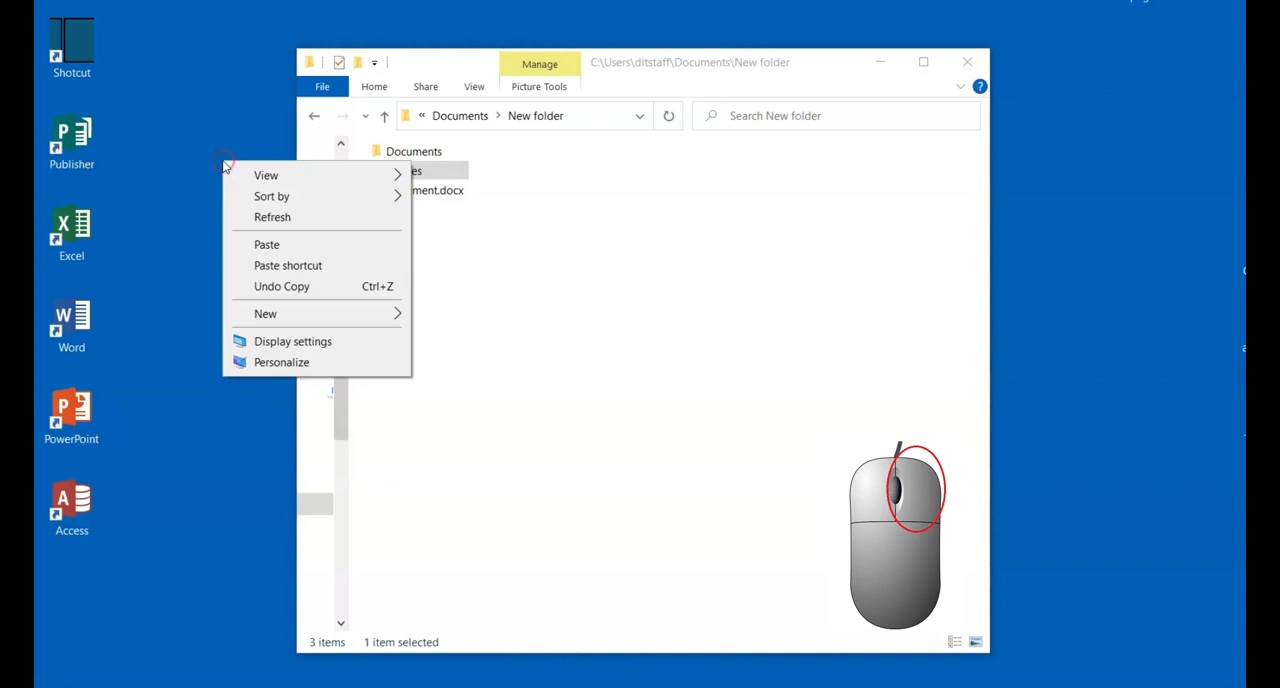 Shotcut
Publisher
Excel
Word
PowerPoint
Access
Manage
C:\Users\dltstaff\Documents\New folder
File
Home
Share
View
Picture Tools
?
« Documents > New folder
Search New folder
Documents
View
Sort by
Refresh
Paste
Paste shortcut
Undo Copy Ctrl+Z
New
Display settings
Personalize
3 items 1 item selected